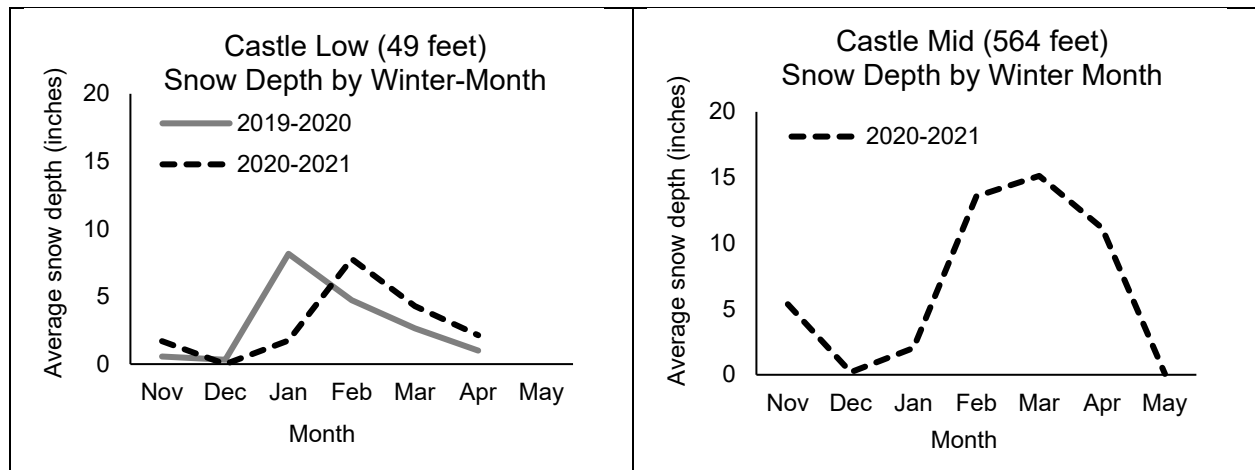 Castle Low (49 feet)
Snow Depth by Winter-Month
Average snow depth (inches)
20
15
10
5
0
2019-2020
2020-2021
Nov Dec Jan Feb Mar Apr May
Month
Castle Mid (564 feet)
Snow Depth by Winter Month
Average snow depth (inches)
20
15
10
5
0
2020-2021
Nov Dec Jan Feb Mar Apr May
Month